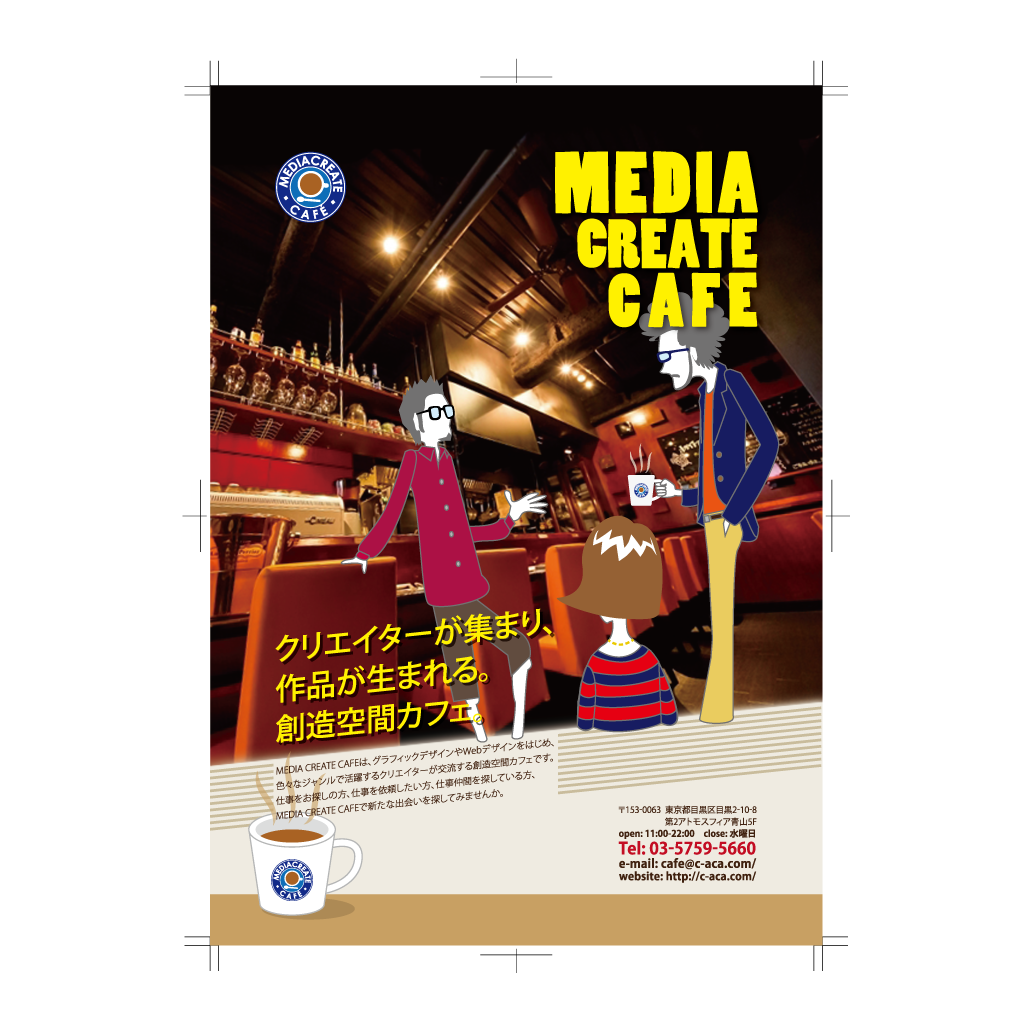 MEDIACREATE
CAFÉ
MEDIA
CREATE
CAFE
クリエイターが集まり、
作品が生まれる。
創造空間カフェ。
MEDIA CREATE CAFEは、グラフィックデザインやWebデザインをはじめ、
色々なジャンルで活躍するクリエイターが交流する創造空間カフェです。
仕事をお探しの方、仕事を依頼したい方、仕事仲間を探している方、
MEDIA CREATE CAFEで新たな出会いを探してみませんか。
〒153-0063 東京都目黒区目黒2-10-8
第2アトモスフィア青山5F
open: 11:00-22:00 close: 水曜日
Tel: 03-5759-5660
e-mail: cafe@c-aca.com/
website: http://c-aca.com/
MEDIACREATE
CAFÉ